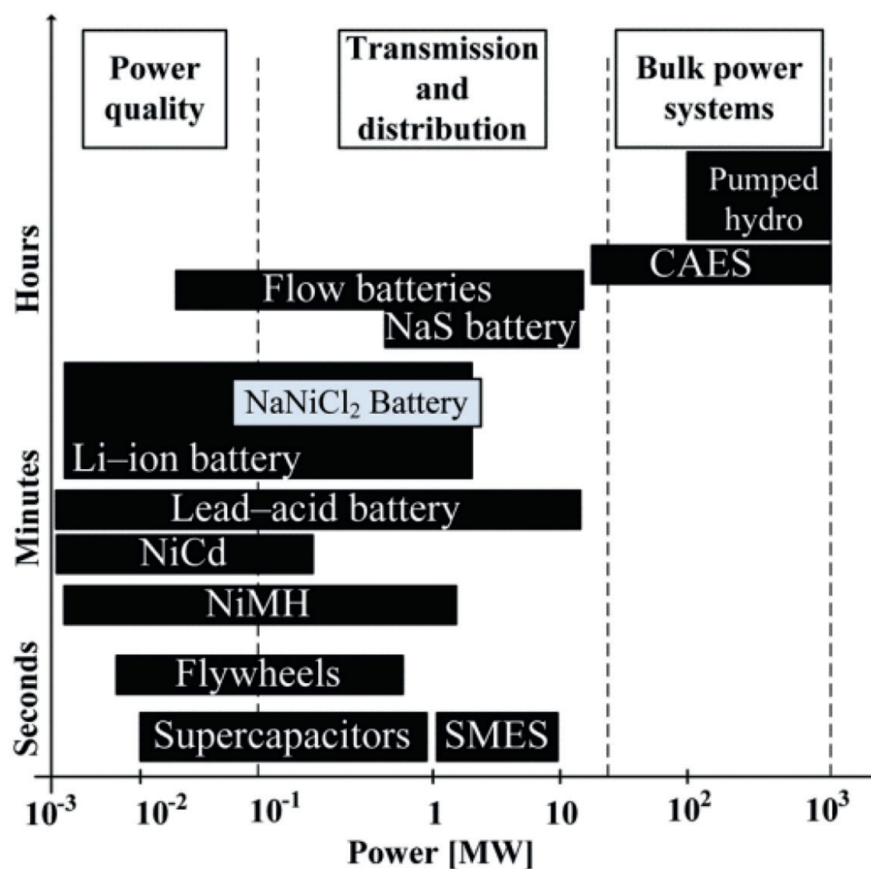 Power
quality
Transmission
and
distribution
Bulk power
systems
Pumped
hydro
CAES
Flow batteries
NaS battery
NaNiCl₂ Battery
Li–ion battery
Lead–acid battery
NiCd
NiMH
Flywheels
Supercapacitors
SMES
Hours
Minutes
Seconds
10⁻³
10⁻²
10⁻¹
1
10
10²
10³
Power [MW]